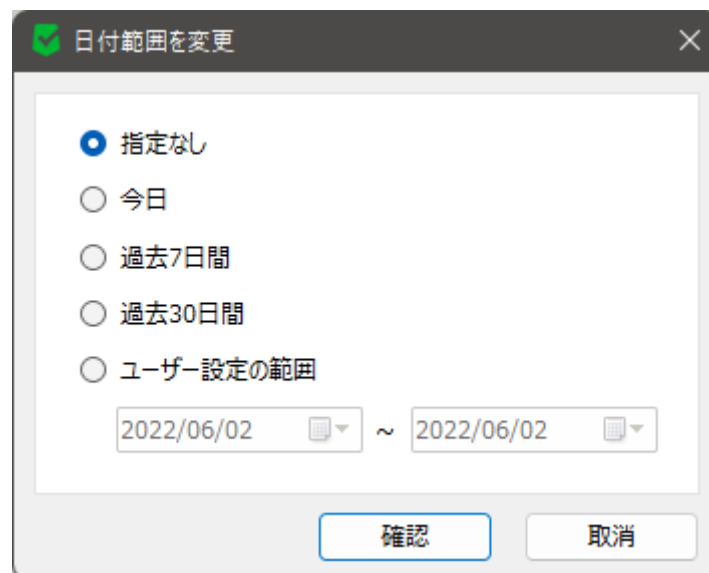 日付範囲を変更
指定なし
今日
過去7日間
過去30日間
ユーザー設定の範囲
2022/06/02 ~ 2022/06/02
確認 取消